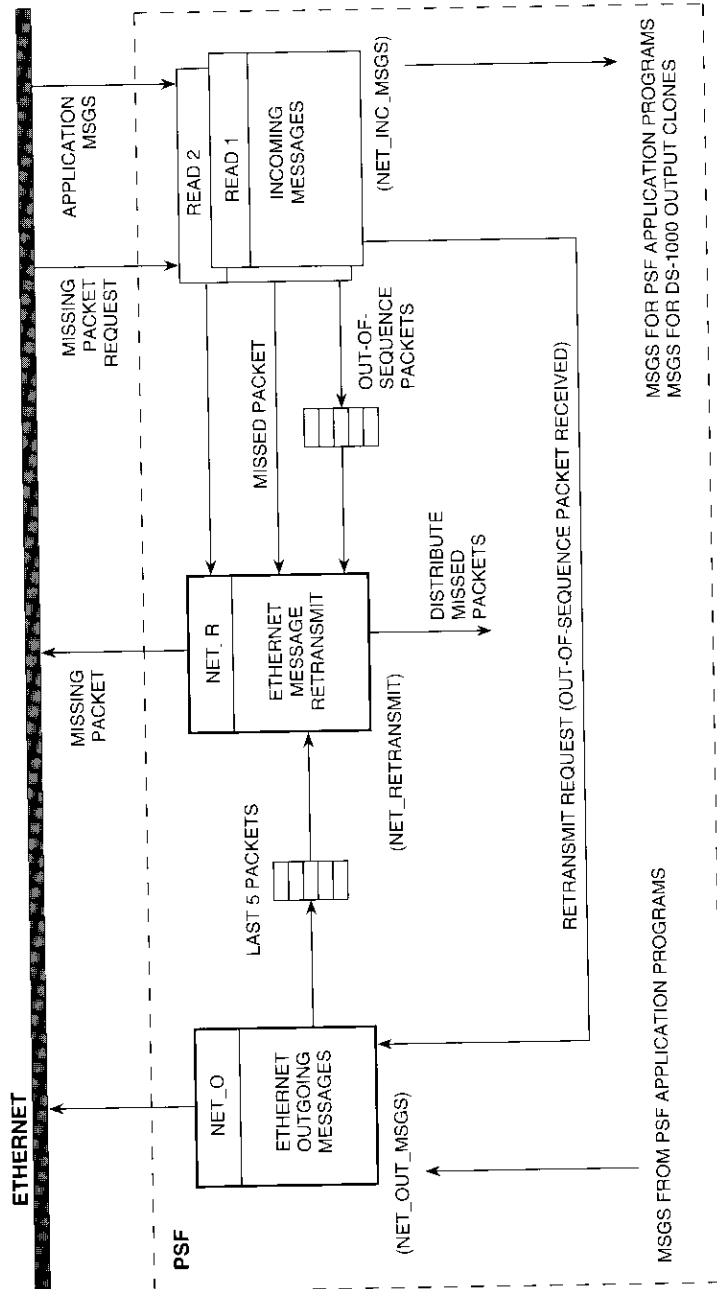 ETHERNET
PSF
NET_O
ETHERNET
OUTGOING
MESSAGES
(NET_OUT_MSGS)
MSGS FROM PSF APPLICATION PROGRAMS
LAST 5 PACKETS
MISSING
PACKET
NET_R
ETHERNET
MESSAGE
RETRANSMIT
(NET_RETRANSMIT)
DISTRIBUTE
MISSED
PACKETS
RETRANSMIT REQUEST (OUT-OF-SEQUENCE PACKET RECEIVED)
MISSED PACKET
OUT-OF-
SEQUENCE
PACKETS
MISSING
PACKET
REQUEST
APPLICATION
MSGS
READ 2
READ 1
INCOMING
MESSAGES
(NET_INC_MSGS)
MSGS FOR PSF APPLICATION PROGRAMS
MSGS FOR DS-1000 OUTPUT CLONES